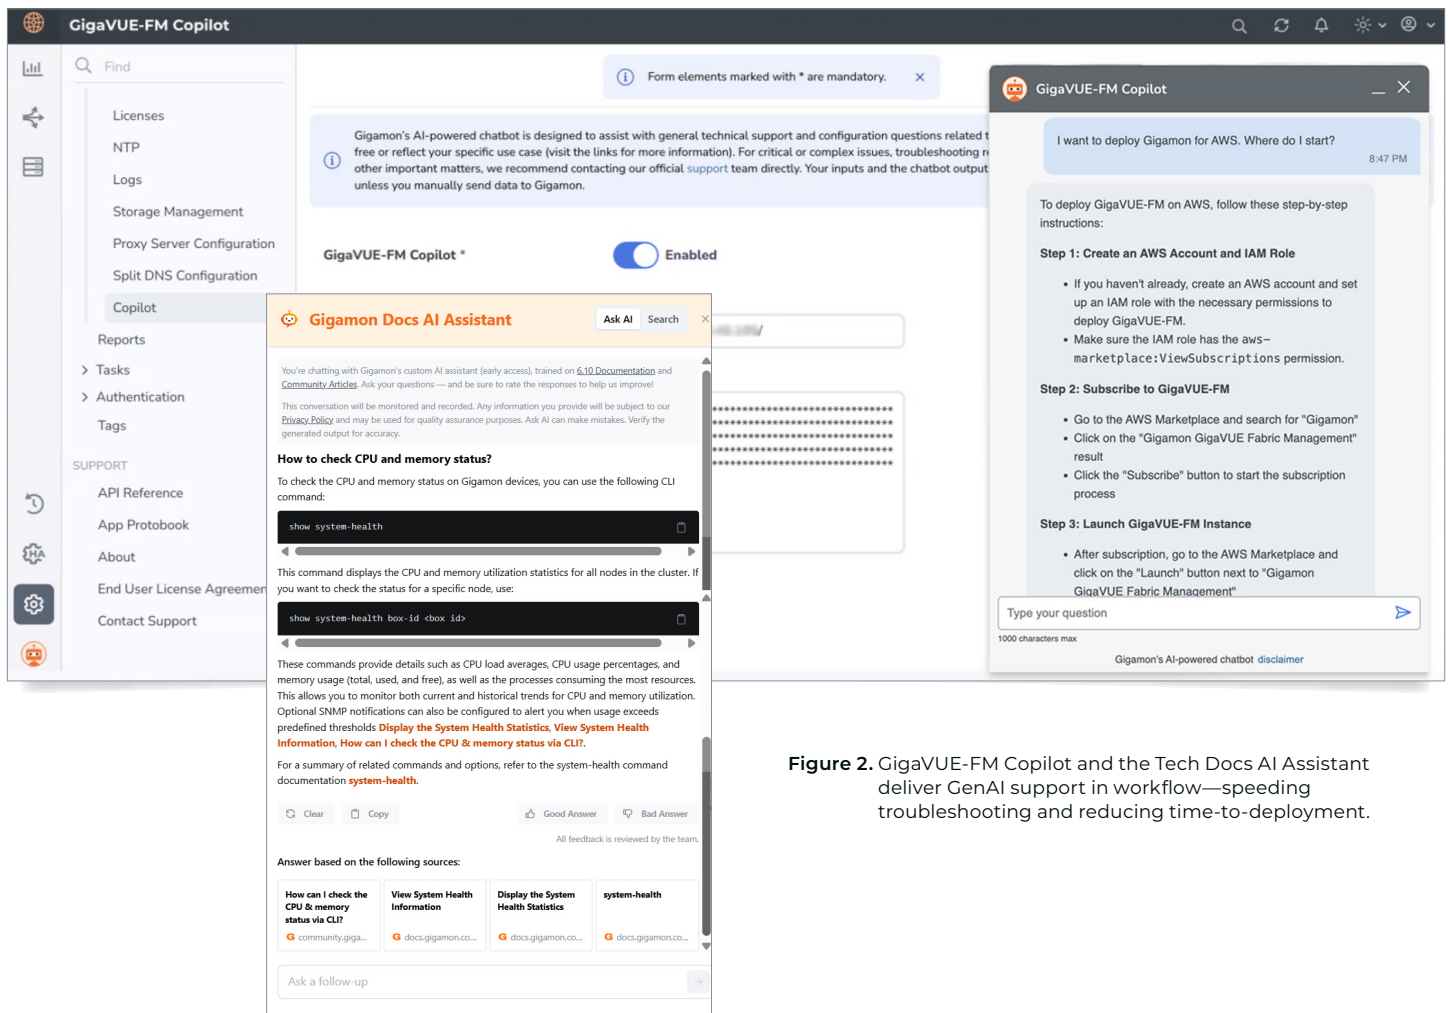 GigaVUE-FM Copilot
Find
Licenses
NTP
Logs
Storage Management
Proxy Server Configuration
Split DNS Configuration
Copilot
Reports
Tasks
Authentication
Tags
SUPPORT
API Reference
App Protobook
About
End User License Agreemen
Contact Support
HA
Form elements marked with * are mandatory.
Gigamon's AI-powered chatbot is designed to assist with general technical support and configuration questions related t
free or reflect your specific use case (visit the links for more information). For critical or complex issues, troubleshooting r
other important matters, we recommend contacting our official support team directly. Your inputs and the chatbot output
unless you manually send data to Gigamon.
GigaVUE-FM Copilot *
Enabled
/
**********************************
**********************************
**********************************
**********************************
**********************************
Gigamon Docs AI Assistant
Ask AI
Search
You're chatting with Gigamon's custom AI assistant (early access), trained on 6.10 Documentation and
Community Articles. Ask your questions — and be sure to rate the responses to help us improve!
This conversation will be monitored and recorded. Any information you provide will be subject to our
Privacy Policy and may be used for quality assurance purposes. Ask AI can make mistakes. Verify the
generated output for accuracy.
How to check CPU and memory status?
To check the CPU and memory status on Gigamon devices, you can use the following CLI
command:
show system-health
This command displays the CPU and memory utilization statistics for all nodes in the cluster. If
you want to check the status for a specific node, use:
show system-health box-id <box id>
These commands provide details such as CPU load averages, CPU usage percentages, and
memory usage (total, used, and free), as well as the processes consuming the most resources.
This allows you to monitor both current and historical trends for CPU and memory utilization.
Optional SNMP notifications can also be configured to alert you when usage exceeds
predefined thresholds Display the System Health Statistics, View System Health
Information, How can I check the CPU & memory status via CLI?.
For a summary of related commands and options, refer to the system-health command
documentation system-health.
Clear
Copy
Good Answer
Bad Answer
All feedback is reviewed by the team.
Answer based on the following sources:
How can I check the
CPU & memory
status via CLI?
G community.giga...
View System Health
Information
G docs.gigamon.co...
Display the System
Health Statistics
G docs.gigamon.co...
system-health
G docs.gigamon.co...
Ask a follow-up
GigaVUE-FM Copilot
I want to deploy Gigamon for AWS. Where do I start?
8:47 PM
To deploy GigaVUE-FM on AWS, follow these step-by-step
instructions:
Step 1: Create an AWS Account and IAM Role
• If you haven't already, create an AWS account and set
up an IAM role with the necessary permissions to
deploy GigaVUE-FM.
• Make sure the IAM role has the aws-
marketplace:ViewSubscriptions permission.
Step 2: Subscribe to GigaVUE-FM
• Go to the AWS Marketplace and search for "Gigamon"
• Click on the "Gigamon GigaVUE Fabric Management"
result
• Click the "Subscribe" button to start the subscription
process
Step 3: Launch GigaVUE-FM Instance
• After subscription, go to the AWS Marketplace and
click on the "Launch" button next to "Gigamon
GigaVUE Fabric Management"
Type your question
1000 characters max
Gigamon's AI-powered chatbot disclaimer
Figure 2. GigaVUE-FM Copilot and the Tech Docs AI Assistant
deliver GenAI support in workflow—speeding
troubleshooting and reducing time-to-deployment.